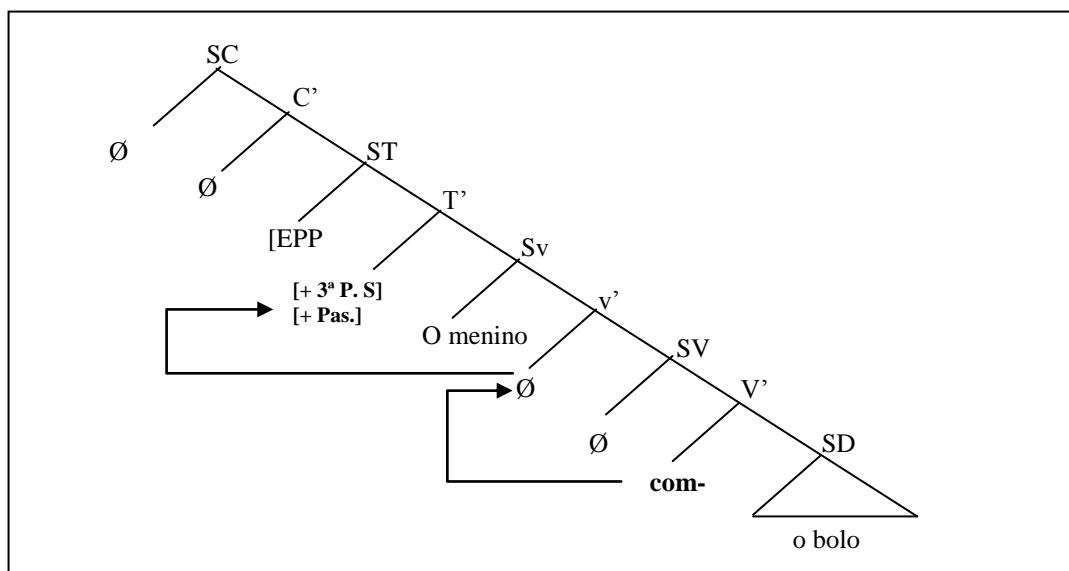 SC
C’
Ø
ST
Ø
T’
[EPP
Sv
[+ 3ª P. S]
[+ Pas.]
O menino
v’
SV
Ø
V’
Ø
SD
com-
o bolo